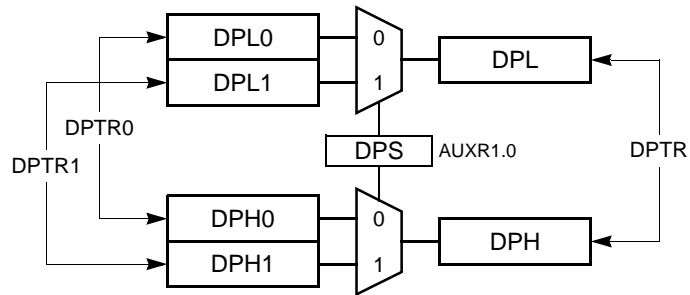 DPL0
0
DPL
DPL1
1
DPTR0
DPS
AUXR1.0
DPTR
DPTR1
DPH0
0
DPH
DPH1
1